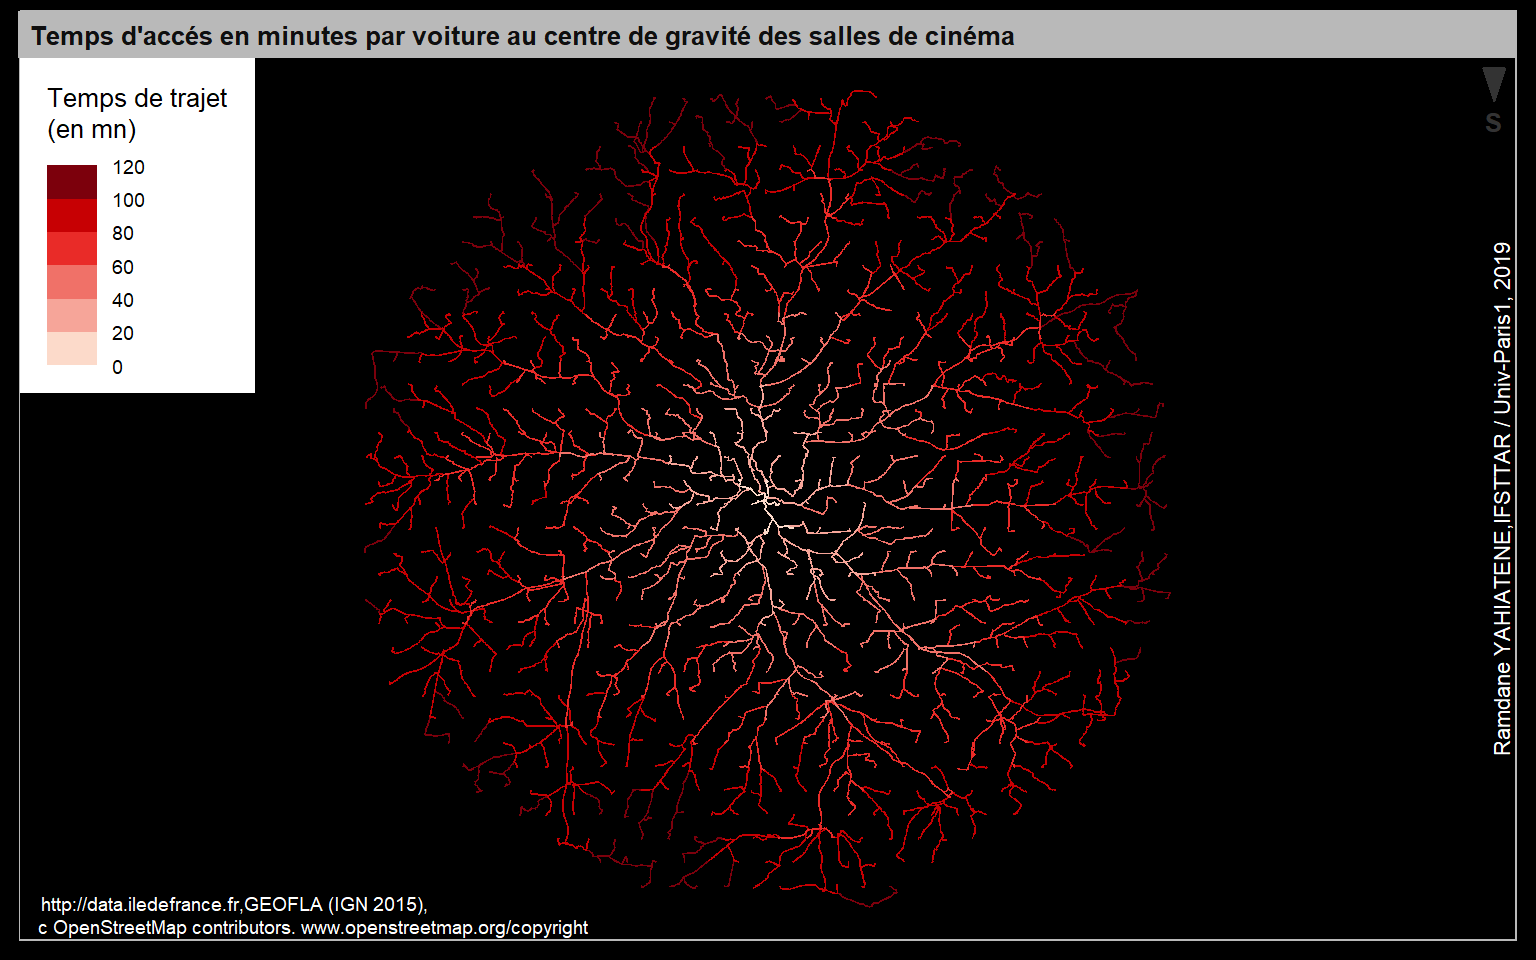 Temps d'accés en minutes par voiture au centre de gravité des salles de cinéma
Temps de trajet
(en mn)
120
100
80
60
40
20
0
S
Ramdane YAHIATENE,IFSTTAR / Univ-Paris1, 2019
http://data.iledefrance.fr,GEOFLA (IGN 2015),
c OpenStreetMap contributors. www.openstreetmap.org/copyright